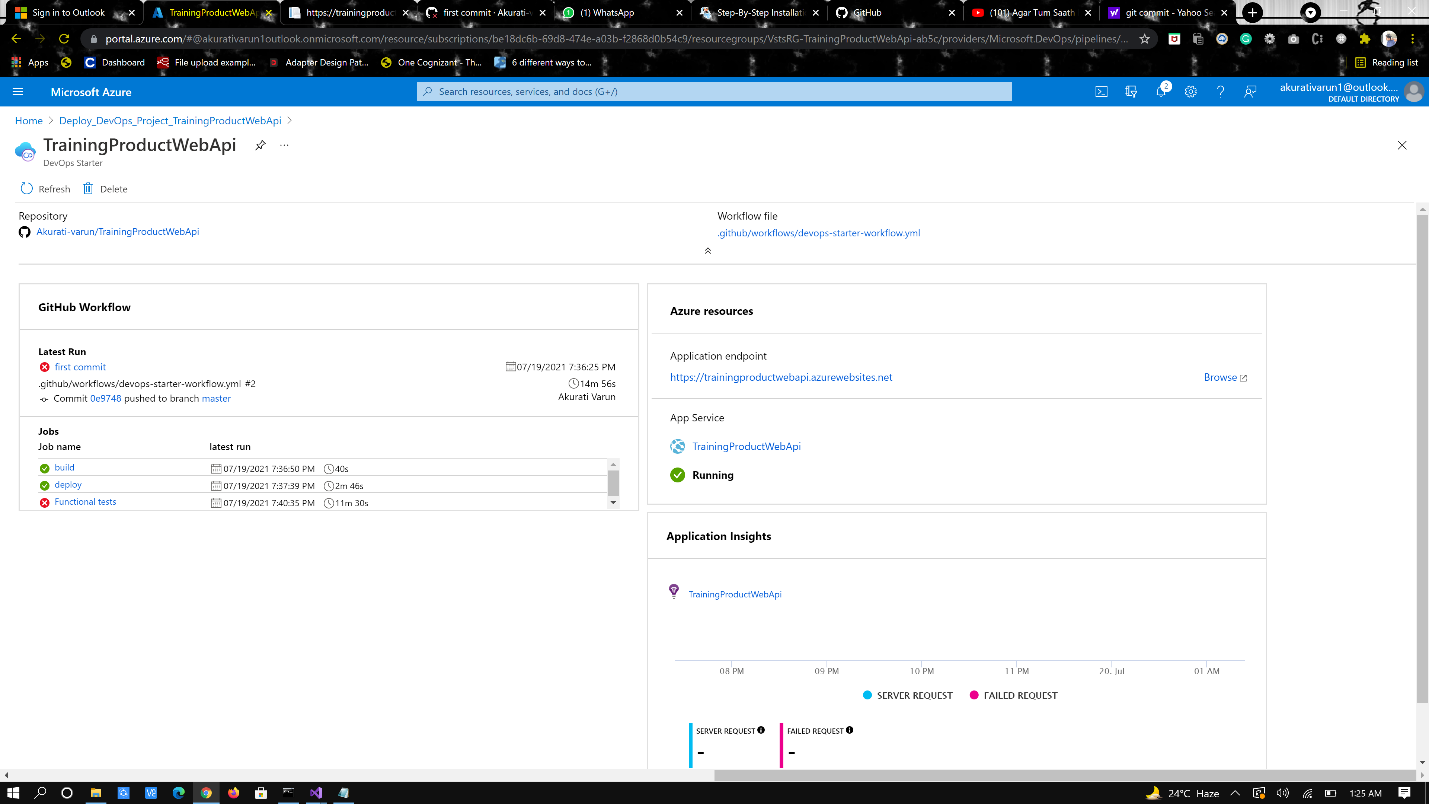 Sign in to Outlook
TrainingProductWebAp
https://trainingproduct
first commit · Akurati-v
(1) WhatsApp
Step-By-Step Installati
GitHub
(101) Agar Tum Saath
git commit - Yahoo Se
portal.azure.com/#@akurativarun1outlook.onmicrosoft.com/resource/subscriptions/be18dc6b-69d8-474e-a03b-f2868d0b54c9/resourcegroups/VstsRG-TrainingProductWebApi-ab5c/providers/Microsoft.DevOps/pipelines/...
Apps
Dashboard
File upload exampl...
Adapter Design Pat...
One Cognizant - Th...
6 different ways to...
Reading list
Microsoft Azure
Search resources, services, and docs (G+/)
2
akurativarun1@outlook....
DEFAULT DIRECTORY
Home > Deploy_DevOps_Project_TrainingProductWebApi >
TrainingProductWebApi
...
DevOps Starter
Refresh
Delete
Repository
Akurati-varun/TrainingProductWebApi
Workflow file
.github/workflows/devops-starter-workflow.yml
GitHub Workflow
Latest Run
first commit
07/19/2021 7:36:25 PM
.github/workflows/devops-starter-workflow.yml #2
14m 56s
Commit 0e9748 pushed to branch master
Akurati Varun
Jobs
Job name
latest run
build
07/19/2021 7:36:50 PM
40s
deploy
07/19/2021 7:37:39 PM
2m 46s
Functional tests
07/19/2021 7:40:35 PM
11m 30s
Azure resources
Application endpoint
https://trainingproductwebapi.azurewebsites.net
Browse
App Service
TrainingProductWebApi
Running
Application Insights
TrainingProductWebApi
08 PM
09 PM
10 PM
11 PM
20. Jul
01 AM
SERVER REQUEST
FAILED REQUEST
SERVER REQUEST
FAILED REQUEST
-
-
24°C Haze
1:25 AM